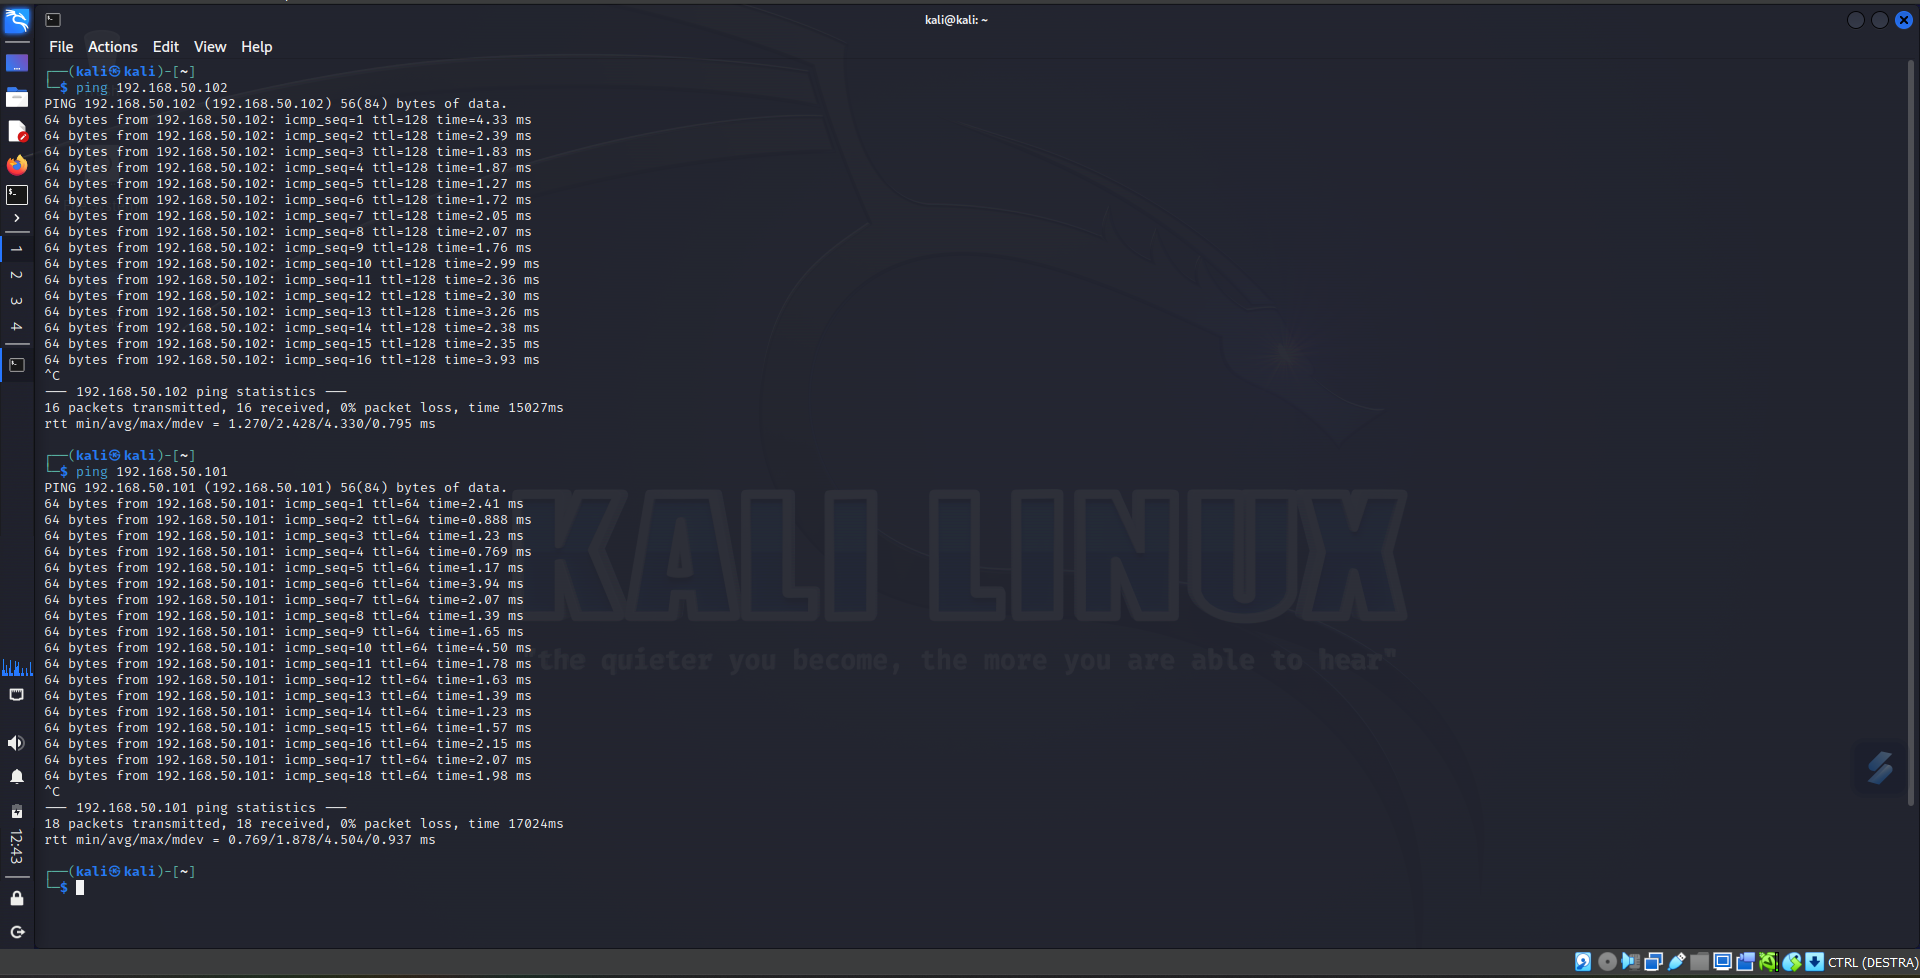 kali@kali: ~
File Actions Edit View Help
┌──(kali㉿kali)-[~]
└─$ ping 192.168.50.102
PING 192.168.50.102 (192.168.50.102) 56(84) bytes of data.
64 bytes from 192.168.50.102: icmp_seq=1 ttl=128 time=4.33 ms
64 bytes from 192.168.50.102: icmp_seq=2 ttl=128 time=2.39 ms
64 bytes from 192.168.50.102: icmp_seq=3 ttl=128 time=1.83 ms
64 bytes from 192.168.50.102: icmp_seq=4 ttl=128 time=1.87 ms
64 bytes from 192.168.50.102: icmp_seq=5 ttl=128 time=1.27 ms
64 bytes from 192.168.50.102: icmp_seq=6 ttl=128 time=1.72 ms
64 bytes from 192.168.50.102: icmp_seq=7 ttl=128 time=2.05 ms
64 bytes from 192.168.50.102: icmp_seq=8 ttl=128 time=2.07 ms
64 bytes from 192.168.50.102: icmp_seq=9 ttl=128 time=1.76 ms
64 bytes from 192.168.50.102: icmp_seq=10 ttl=128 time=2.99 ms
64 bytes from 192.168.50.102: icmp_seq=11 ttl=128 time=2.36 ms
64 bytes from 192.168.50.102: icmp_seq=12 ttl=128 time=2.30 ms
64 bytes from 192.168.50.102: icmp_seq=13 ttl=128 time=3.26 ms
64 bytes from 192.168.50.102: icmp_seq=14 ttl=128 time=2.38 ms
64 bytes from 192.168.50.102: icmp_seq=15 ttl=128 time=2.35 ms
64 bytes from 192.168.50.102: icmp_seq=16 ttl=128 time=3.93 ms
^C
--- 192.168.50.102 ping statistics ---
16 packets transmitted, 16 received, 0% packet loss, time 15027ms
rtt min/avg/max/mdev = 1.270/2.428/4.330/0.795 ms
┌──(kali㉿kali)-[~]
└─$ ping 192.168.50.101
PING 192.168.50.101 (192.168.50.101) 56(84) bytes of data.
64 bytes from 192.168.50.101: icmp_seq=1 ttl=64 time=2.41 ms
64 bytes from 192.168.50.101: icmp_seq=2 ttl=64 time=0.888 ms
64 bytes from 192.168.50.101: icmp_seq=3 ttl=64 time=1.23 ms
64 bytes from 192.168.50.101: icmp_seq=4 ttl=64 time=0.769 ms
64 bytes from 192.168.50.101: icmp_seq=5 ttl=64 time=1.17 ms
64 bytes from 192.168.50.101: icmp_seq=6 ttl=64 time=3.94 ms
64 bytes from 192.168.50.101: icmp_seq=7 ttl=64 time=2.07 ms
64 bytes from 192.168.50.101: icmp_seq=8 ttl=64 time=1.39 ms
64 bytes from 192.168.50.101: icmp_seq=9 ttl=64 time=1.65 ms
64 bytes from 192.168.50.101: icmp_seq=10 ttl=64 time=4.50 ms
64 bytes from 192.168.50.101: icmp_seq=11 ttl=64 time=1.78 ms
64 bytes from 192.168.50.101: icmp_seq=12 ttl=64 time=1.63 ms
64 bytes from 192.168.50.101: icmp_seq=13 ttl=64 time=1.39 ms
64 bytes from 192.168.50.101: icmp_seq=14 ttl=64 time=1.23 ms
64 bytes from 192.168.50.101: icmp_seq=15 ttl=64 time=1.57 ms
64 bytes from 192.168.50.101: icmp_seq=16 ttl=64 time=2.15 ms
64 bytes from 192.168.50.101: icmp_seq=17 ttl=64 time=2.07 ms
64 bytes from 192.168.50.101: icmp_seq=18 ttl=64 time=1.98 ms
^C
--- 192.168.50.101 ping statistics ---
18 packets transmitted, 18 received, 0% packet loss, time 17024ms
rtt min/avg/max/mdev = 0.769/1.878/4.504/0.937 ms
┌──(kali㉿kali)-[~]
└─$
KALI LINUX
"the quieter you become, the more you are able to hear"
1
2
3
4
12:43
CTRL (DESTRA)